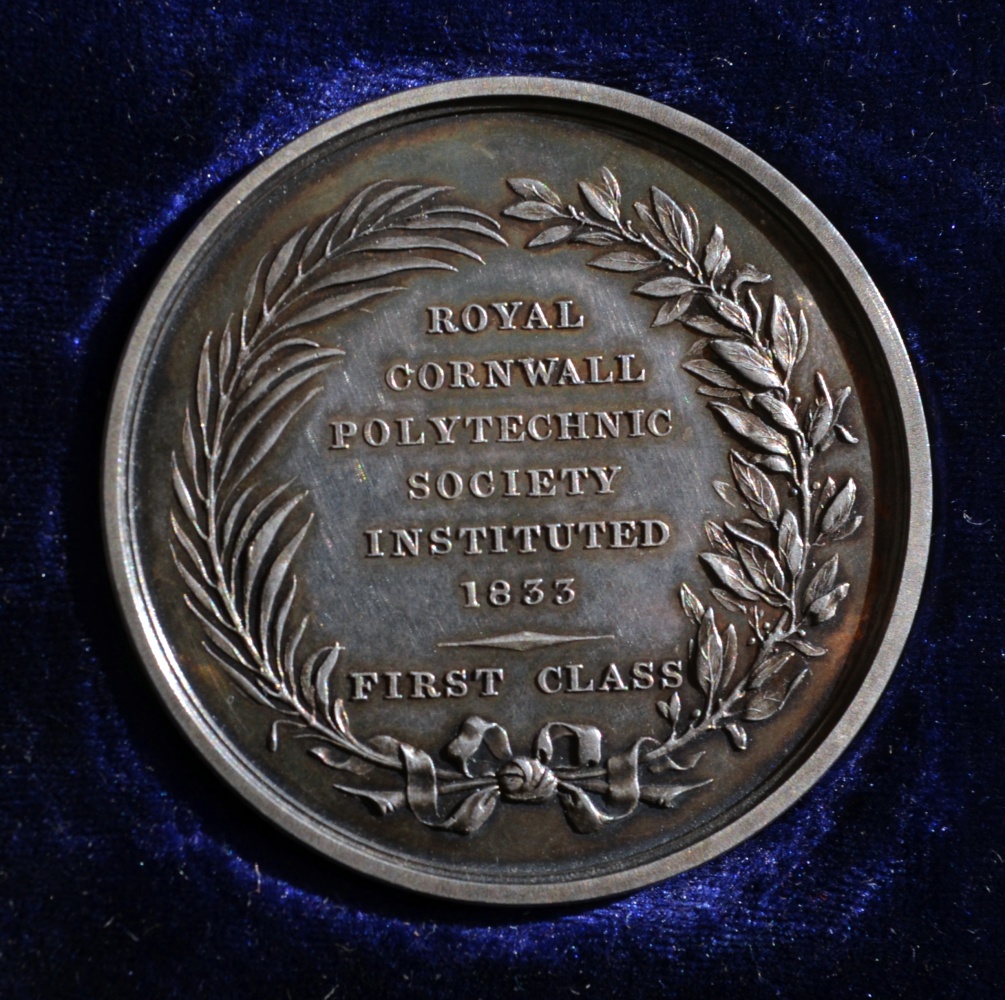 ROYAL
CORNWALL
POLYTECHNIC
SOCIETY
INSTITUTED
1833
FIRST CLASS